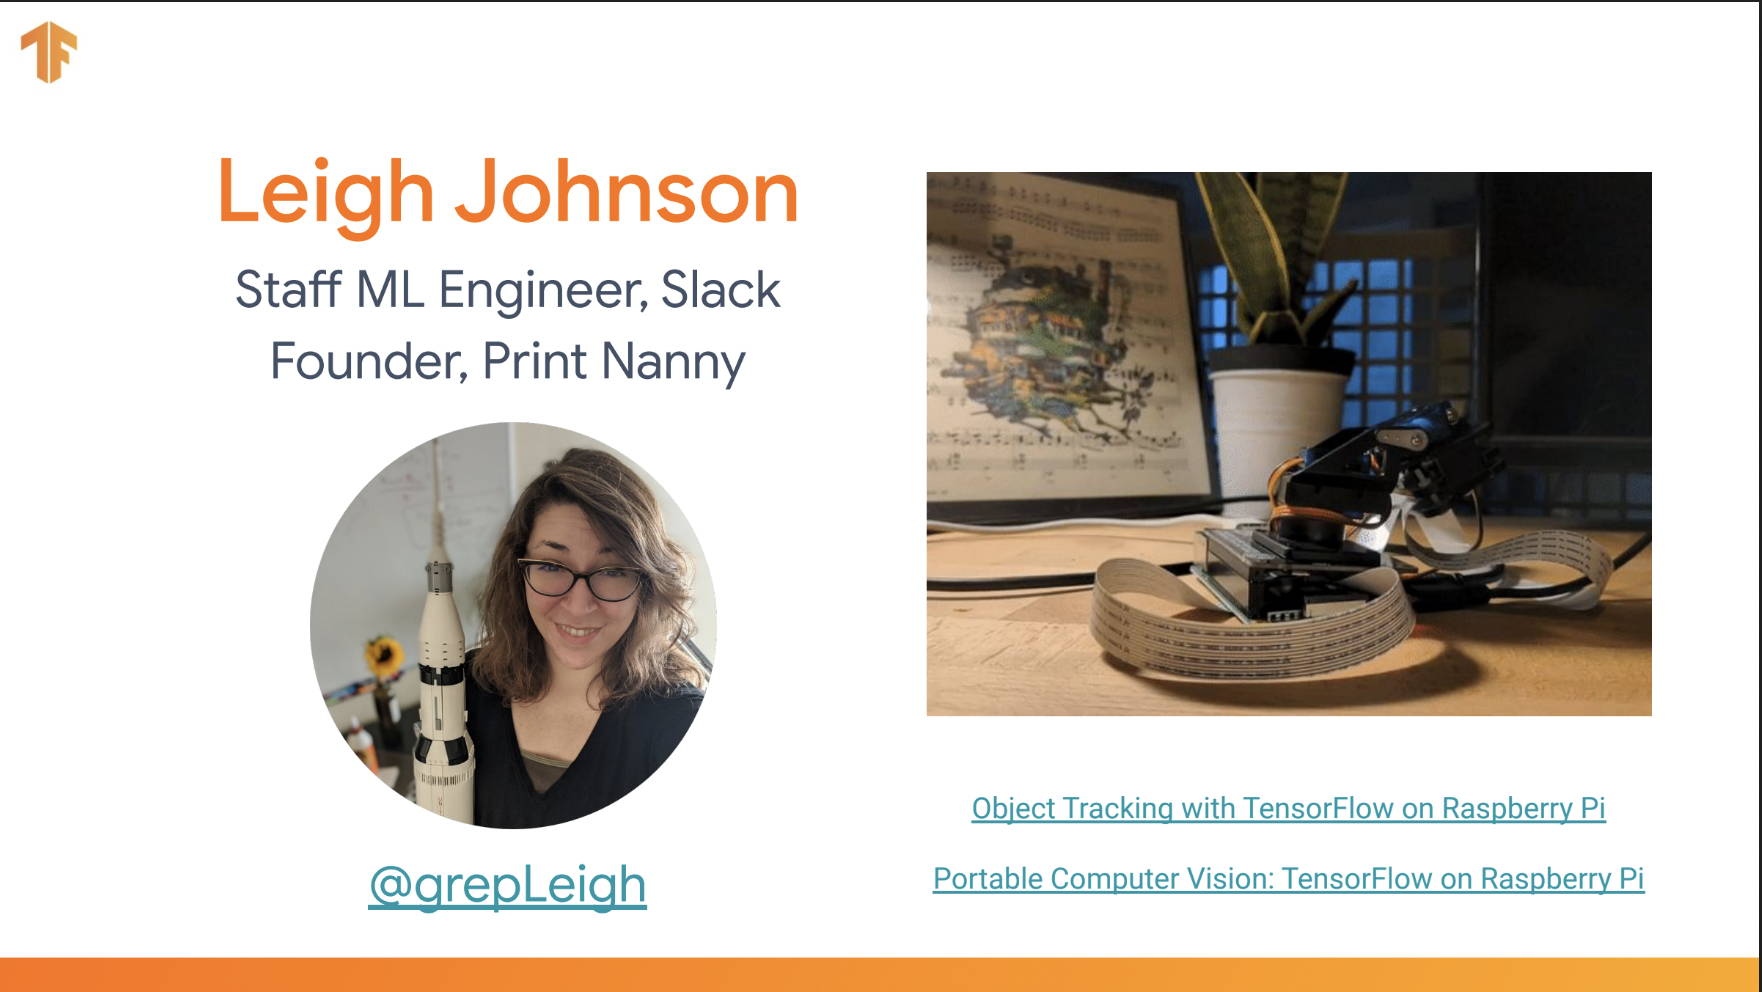 Leigh Johnson
Staff ML Engineer, Slack
Founder, Print Nanny
@grepLeigh
Object Tracking with TensorFlow on Raspberry Pi
Portable Computer Vision: TensorFlow on Raspberry Pi